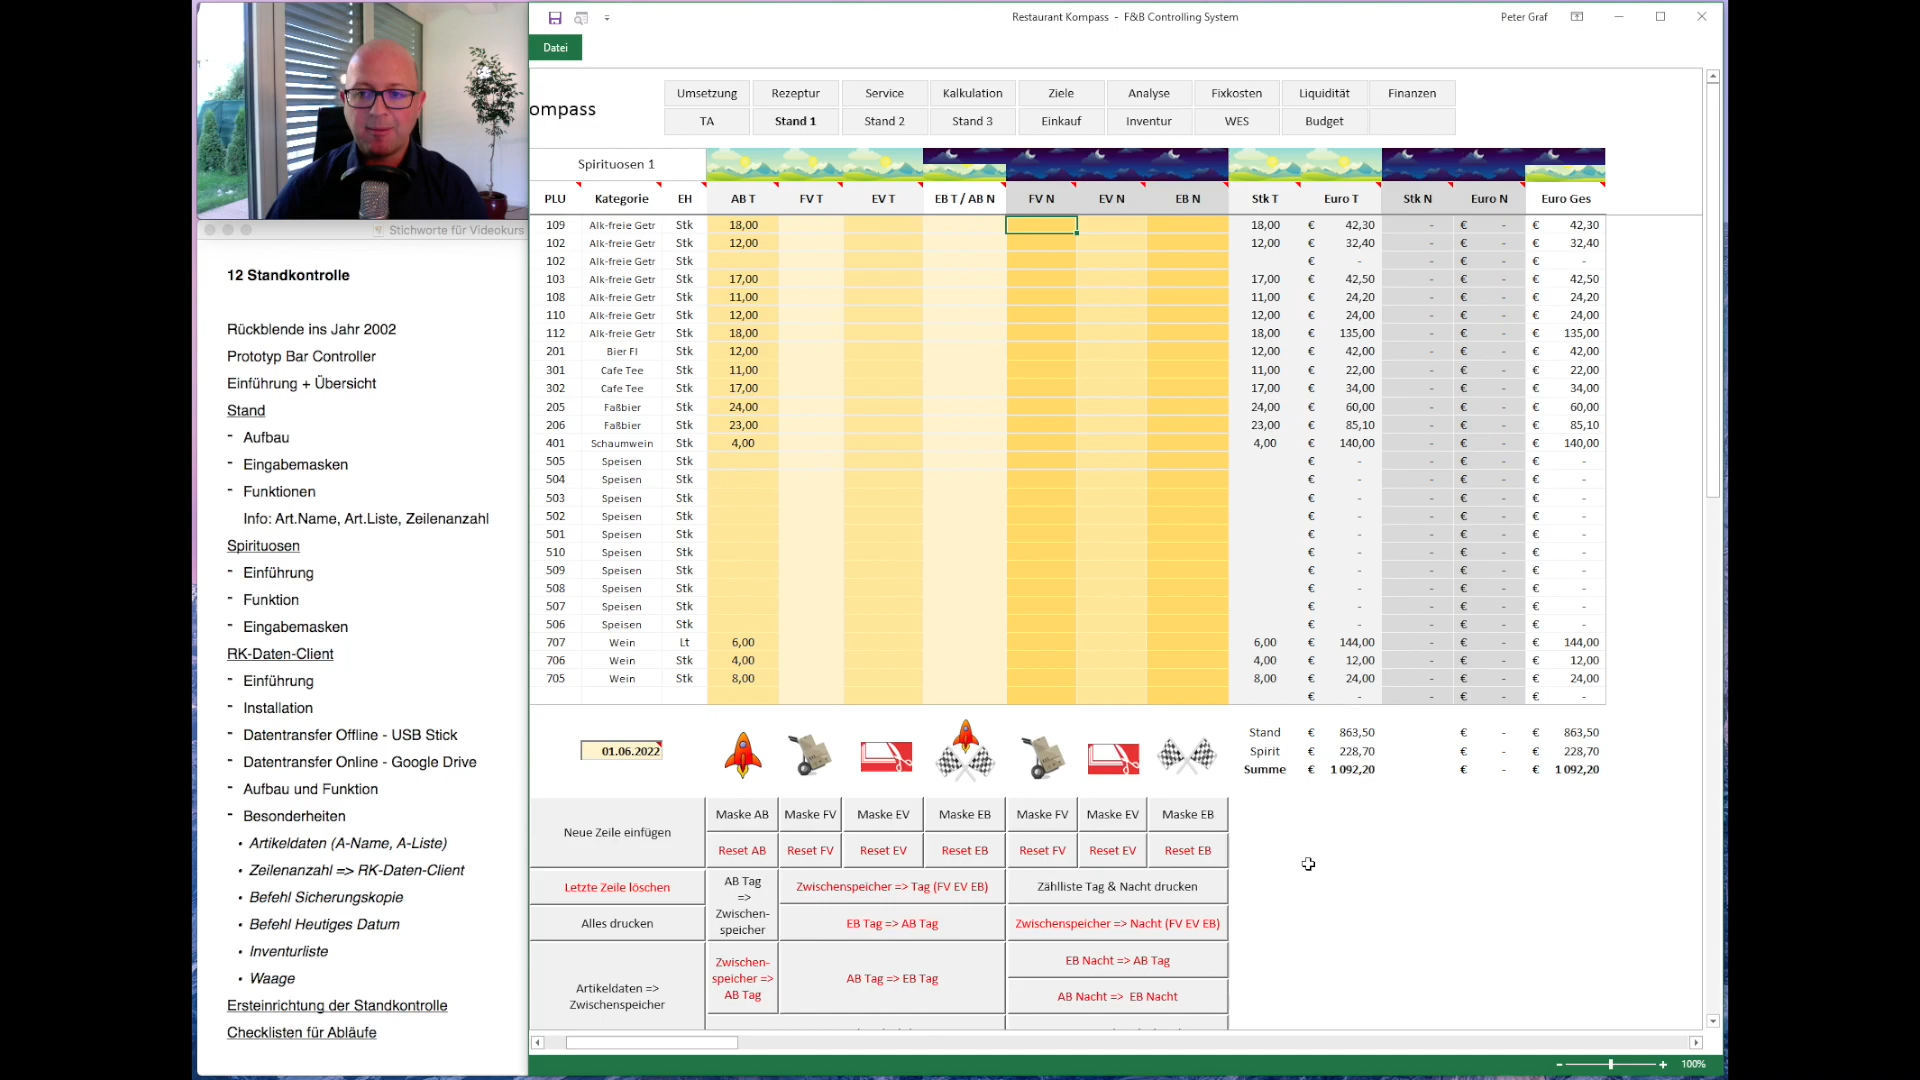 Restaurant Kompass - F&B Controlling System
Peter Graf
Datei
ompass
Umsetzung Rezeptur Service Kalkulation Ziele Analyse Fixkosten Liquidität Finanzen
TA Stand 1 Stand 2 Stand 3 Einkauf Inventur WES Budget
Stichworte für Videokurs
12 Standkontrolle
Rückblende ins Jahr 2002
Prototyp Bar Controller
Einführung + Übersicht
Stand
- Aufbau
- Eingabemasken
- Funktionen
Info: Art.Name, Art.Liste, Zeilenanzahl
Spirituosen
- Einführung
- Funktion
- Eingabemasken
RK-Daten-Client
- Einführung
- Installation
- Datentransfer Offline - USB Stick
- Datentransfer Online - Google Drive
- Aufbau und Funktion
- Besonderheiten
• Artikeldaten (A-Name, A-Liste)
• Zeilenanzahl => RK-Daten-Client
• Befehl Sicherungskopie
• Befehl Heutiges Datum
• Inventurliste
• Waage
Ersteinrichtung der Standkontrolle
Checklisten für Abläufe
Spirituosen 1
PLU Kategorie EH AB T FV T EV T EB T / AB N FV N EV N EB N Stk T Euro T Stk N Euro N Euro Ges
109 Alk-freie Getr Stk 18,00 18,00 € 42,30 - € - € 42,30
102 Alk-freie Getr Stk 12,00 12,00 € 32,40 - € - € 32,40
102 Alk-freie Getr Stk € - - € - € -
103 Alk-freie Getr Stk 17,00 17,00 € 42,50 - € - € 42,50
108 Alk-freie Getr Stk 11,00 11,00 € 24,20 - € - € 24,20
110 Alk-freie Getr Stk 12,00 12,00 € 24,00 - € - € 24,00
112 Alk-freie Getr Stk 18,00 18,00 € 135,00 - € - € 135,00
201 Bier Fl Stk 12,00 12,00 € 42,00 - € - € 42,00
301 Cafe Tee Stk 11,00 11,00 € 22,00 - € - € 22,00
302 Cafe Tee Stk 17,00 17,00 € 34,00 - € - € 34,00
205 Faßbier Stk 24,00 24,00 € 60,00 - € - € 60,00
206 Faßbier Stk 23,00 23,00 € 85,10 - € - € 85,10
401 Schaumwein Stk 4,00 4,00 € 140,00 - € - € 140,00
505 Speisen Stk € - - € - € -
504 Speisen Stk € - - € - € -
503 Speisen Stk € - - € - € -
502 Speisen Stk € - - € - € -
501 Speisen Stk € - - € - € -
510 Speisen Stk € - - € - € -
509 Speisen Stk € - - € - € -
508 Speisen Stk € - - € - € -
507 Speisen Stk € - - € - € -
506 Speisen Stk € - - € - € -
707 Wein Lt 6,00 6,00 € 144,00 - € - € 144,00
706 Wein Stk 4,00 4,00 € 12,00 - € - € 12,00
705 Wein Stk 8,00 8,00 € 24,00 - € - € 24,00
€ - - € - € -
01.06.2022
Stand € 863,50 € - € 863,50
Spirit € 228,70 € - € 228,70
Summe € 1 092,20 € - € 1 092,20
Neue Zeile einfügen
Maske AB Maske FV Maske EV Maske EB Maske FV Maske EV Maske EB
Reset AB Reset FV Reset EV Reset EB Reset FV Reset EV Reset EB
Letzte Zeile löschen
Alles drucken
Artikeldaten =>
Zwischenspeicher
AB Tag
=>
Zwischen-
speicher
Zwischen-
speicher =>
AB Tag
Zwischenspeicher => Tag (FV EV EB)
EB Tag => AB Tag
AB Tag => EB Tag
Zählliste Tag & Nacht drucken
Zwischenspeicher => Nacht (FV EV EB)
EB Nacht => AB Tag
AB Nacht => EB Nacht
100%